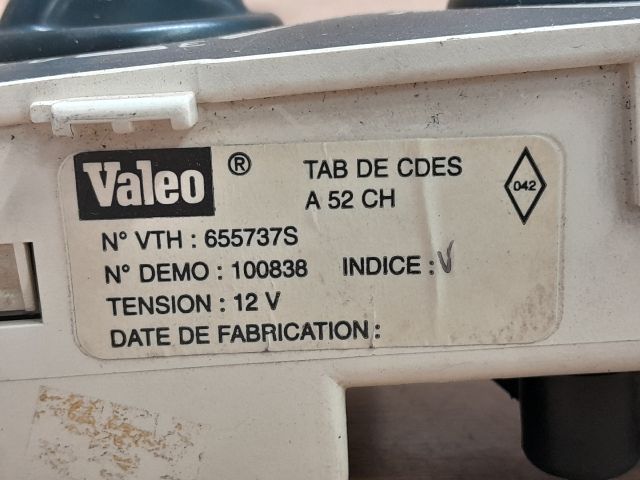 Valeo ® TAB DE CDES
A 52 CH
042
N° VTH : 655737S
N° DEMO : 100838 INDICE : V
TENSION : 12 V
DATE DE FABRICATION :